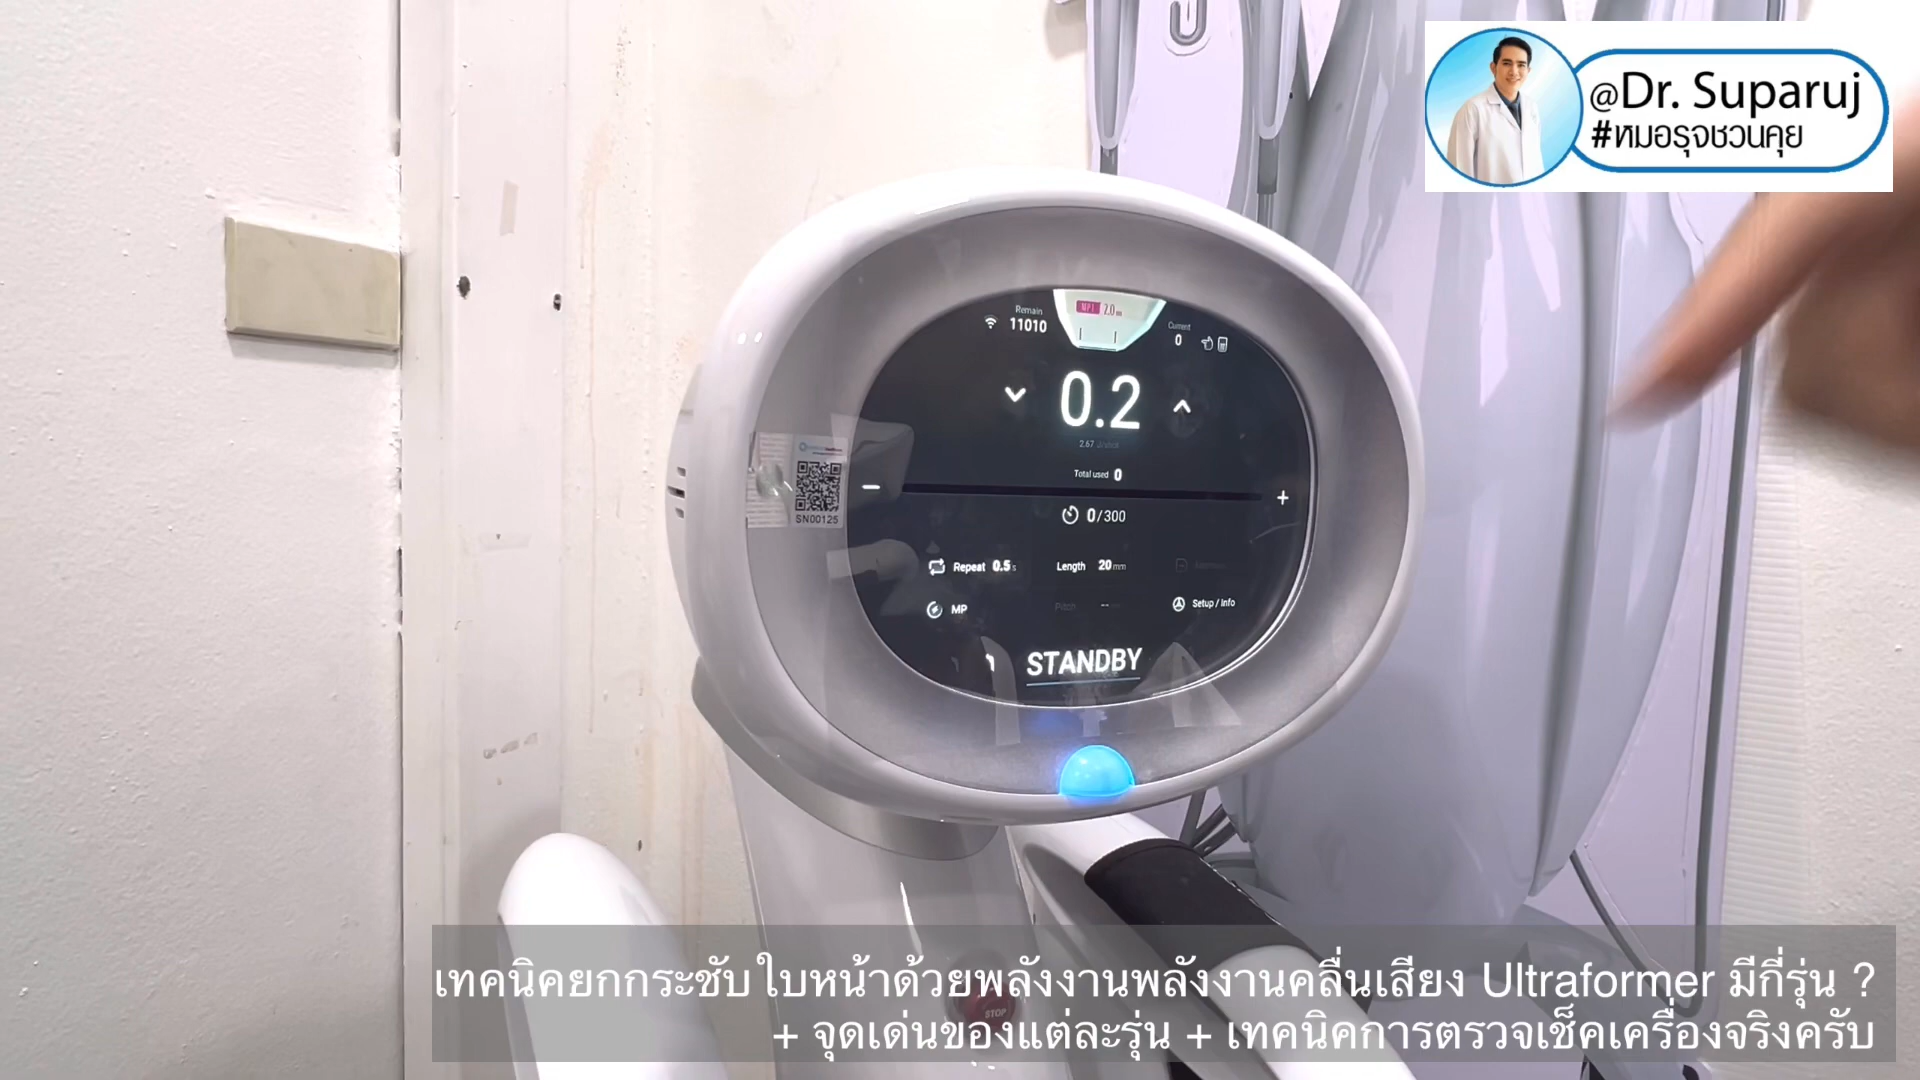 @Dr. Suparuj
#หมอรุจชวนคุย
Remain
11010
MP 2.0
Current
0
0.2
2.67
Total used 0
0/300
Repeat 0.5 s
Length 20 mm
MP
Pitch --
Setup / Info
STANDBY
SN00125
STOP
เทคนิคยกกระชับ ใบหน้าด้วยพลังงานพลังงานคลื่นเสียง Ultraformer มีกี่รุ่น ?
+ จุดเด่นของแต่ละรุ่น + เทคนิคการตรวจเช็คเครื่องจริงครับ